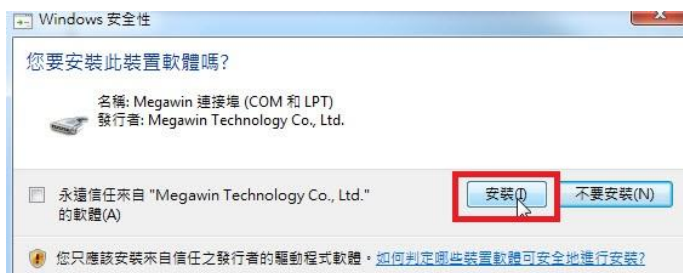 Windows 安全性
您要安裝此裝置軟體嗎?
名稱: Megawin 連接埠 (COM 和 LPT)
發行者: Megawin Technology Co., Ltd.
永遠信任來自 "Megawin Technology Co., Ltd." 
的軟體(A)
安裝(I)
不要安裝(N)
您只應該安裝來自信任之發行者的驅動程式軟體。如何判定哪些裝置軟體可安全地進行安裝?